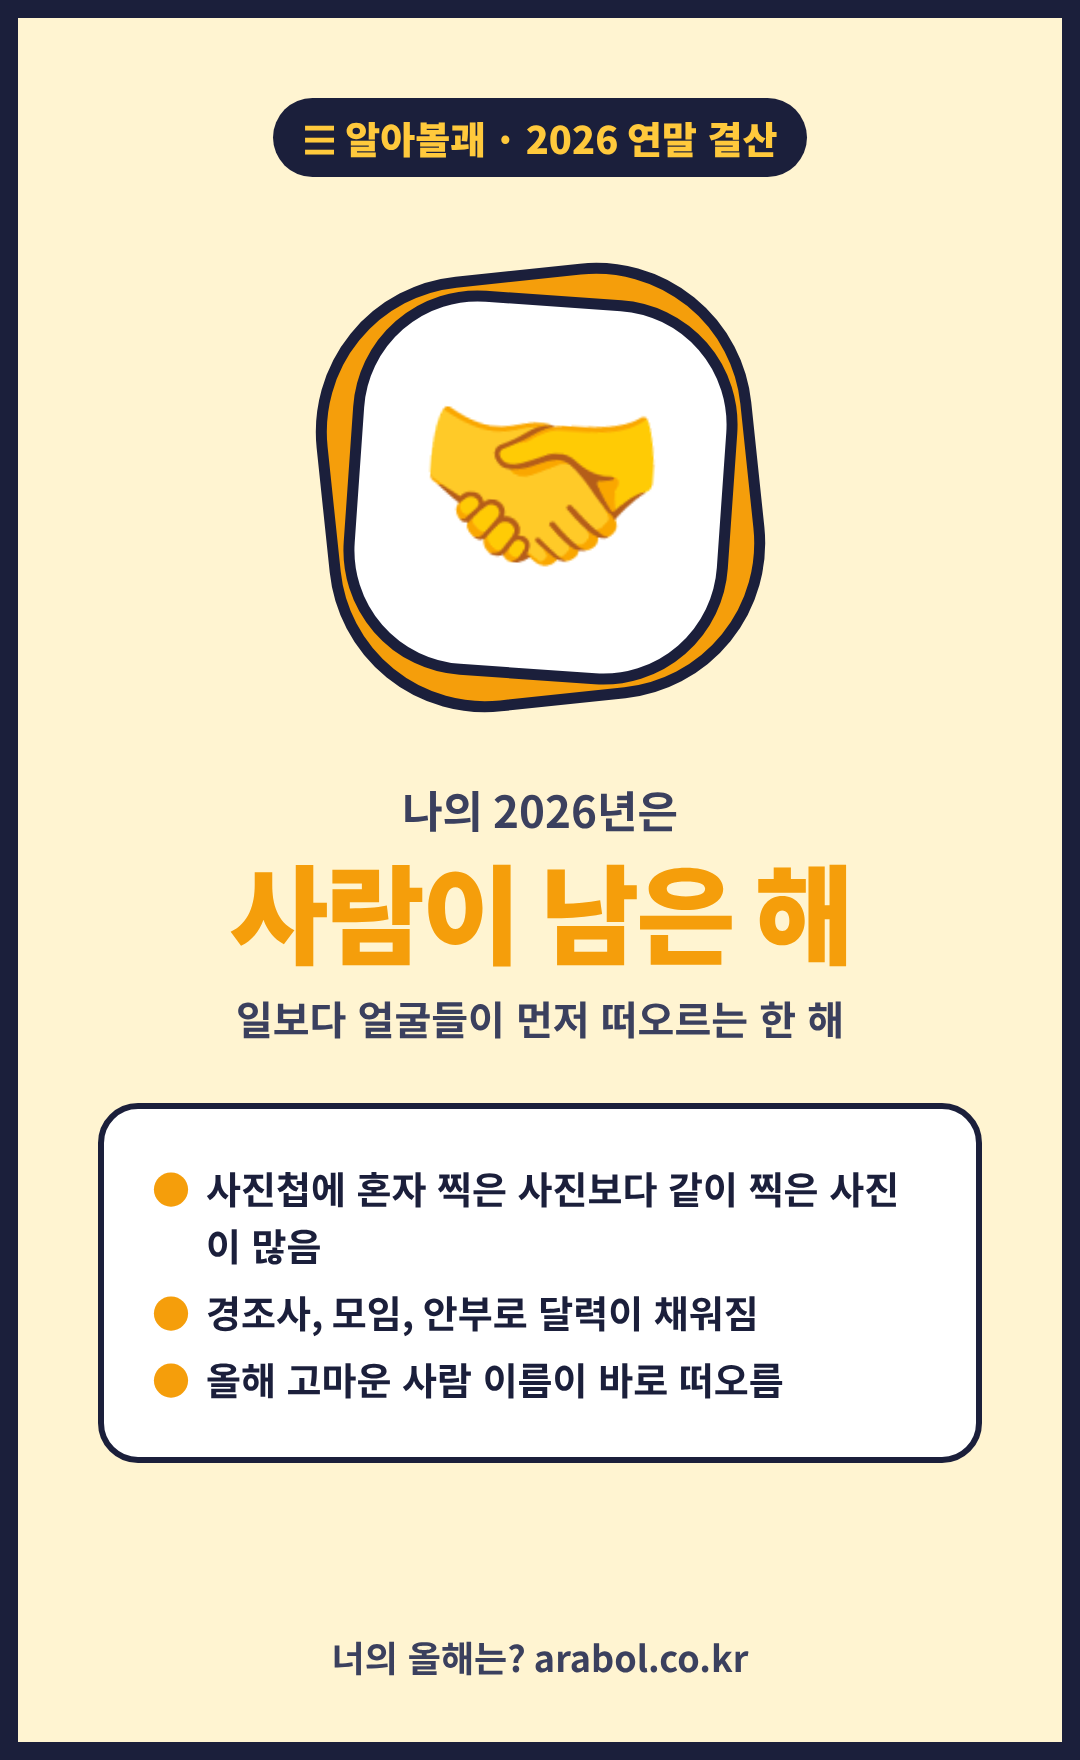 ☰ 알아볼괘 · 2026 연말 결산
나의 2026년은
사람이 남은 해
일보다 얼굴들이 먼저 떠오르는 한 해
사진첩에 혼자 찍은 사진보다 같이 찍은 사진
이 많음
경조사, 모임, 안부로 달력이 채워짐
올해 고마운 사람 이름이 바로 떠오름
너의 올해는? arabol.co.kr